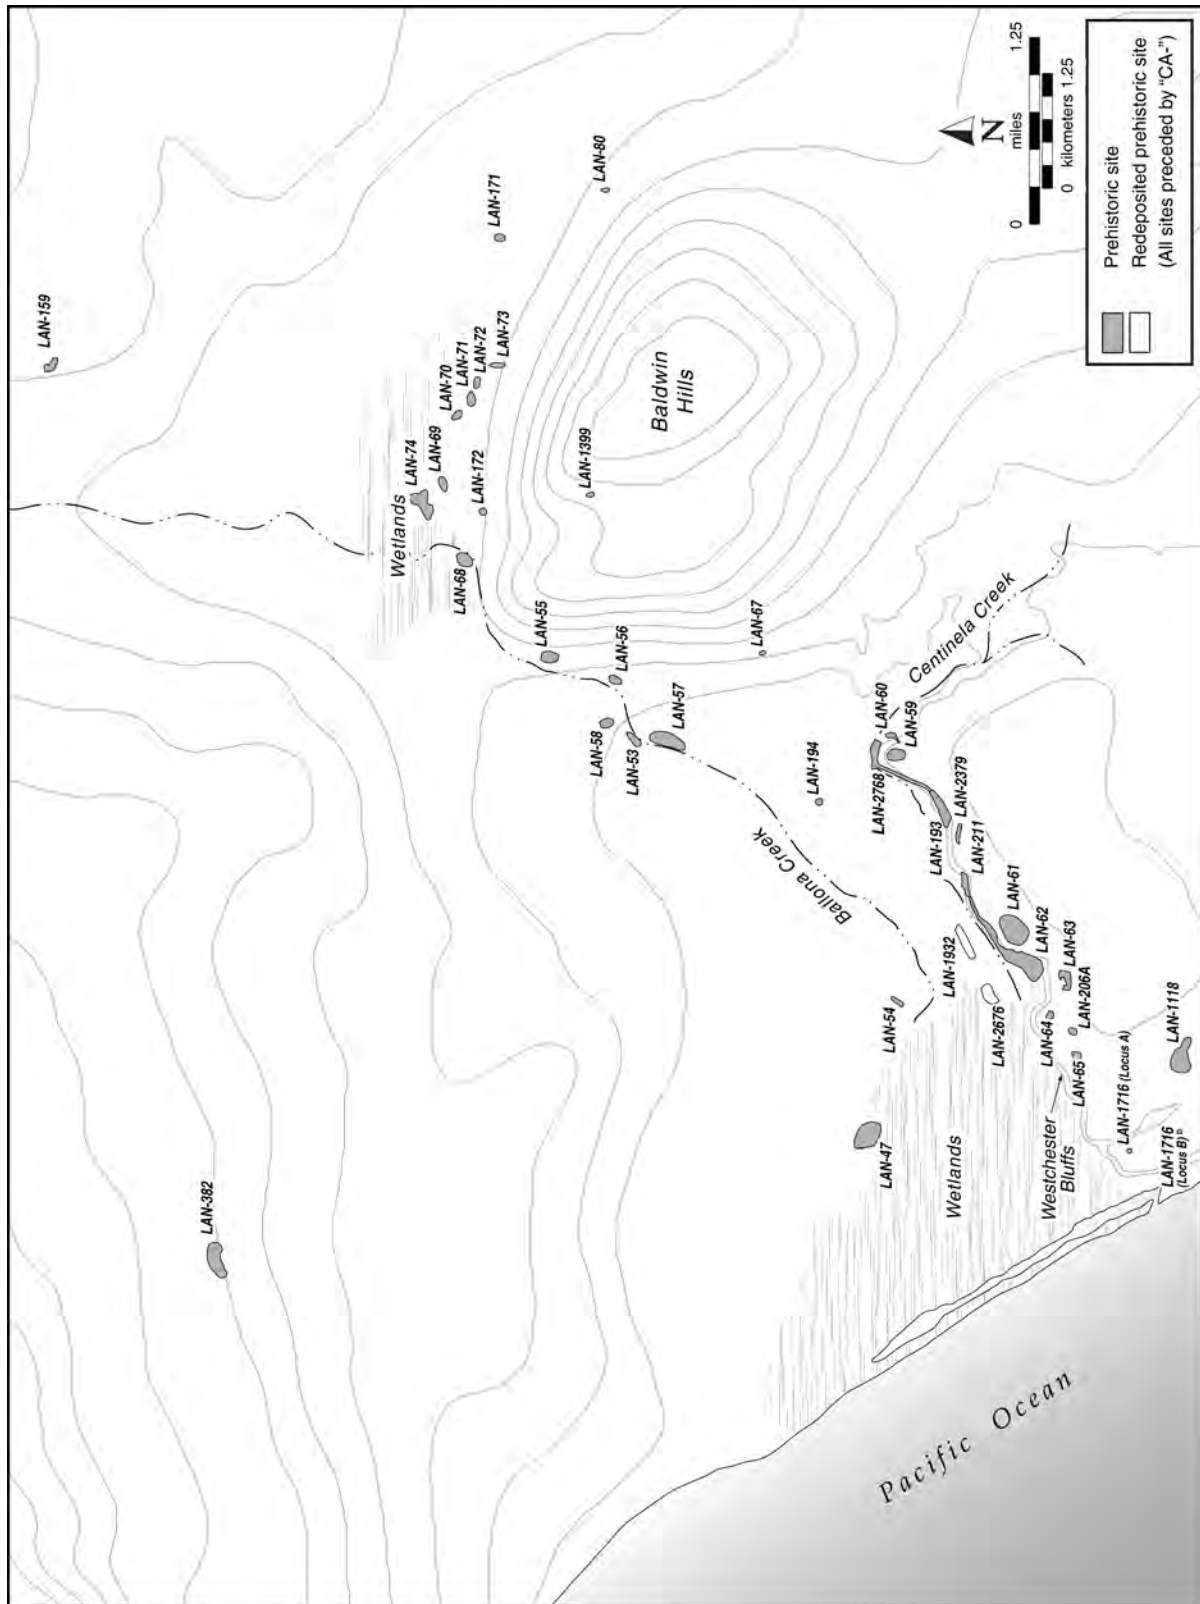 LAN-159
LAN-382
LAN-74
LAN-69
LAN-70
LAN-71
LAN-72
LAN-73
LAN-171
LAN-80
Wetlands
LAN-172
LAN-68
LAN-55
LAN-56
LAN-58
LAN-53
LAN-57
LAN-1399
Baldwin
Hills
LAN-67
Centinela Creek
LAN-60
LAN-59
LAN-194
LAN-2768
LAN-193
LAN-2379
LAN-211
LAN-61
LAN-62
LAN-63
LAN-206A
Ballona Creek
LAN-1932
LAN-2676
LAN-54
LAN-64
LAN-65
LAN-47
Wetlands
Westchester
Bluffs
LAN-1716 (Locus A)
LAN-1716
(Locus B)
LAN-1118
Pacific Ocean
N
0 miles 1.25
0 kilometers 1.25
Prehistoric site
Redeposited prehistoric site
(All sites preceded by "CA-")